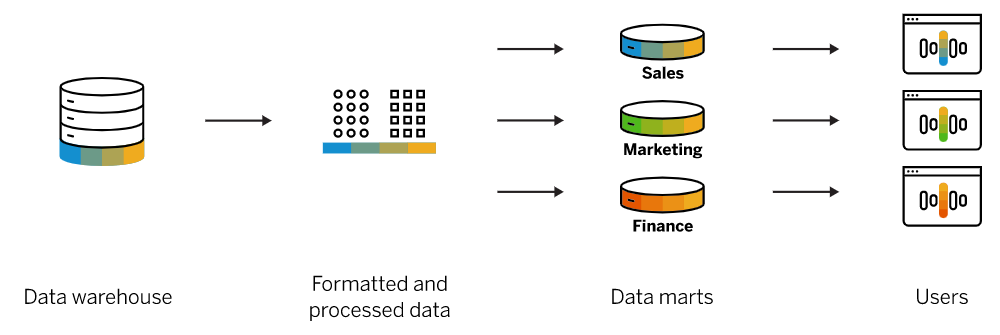 Sales
Marketing
Finance
Data warehouse
Formatted and
processed data
Data marts
Users